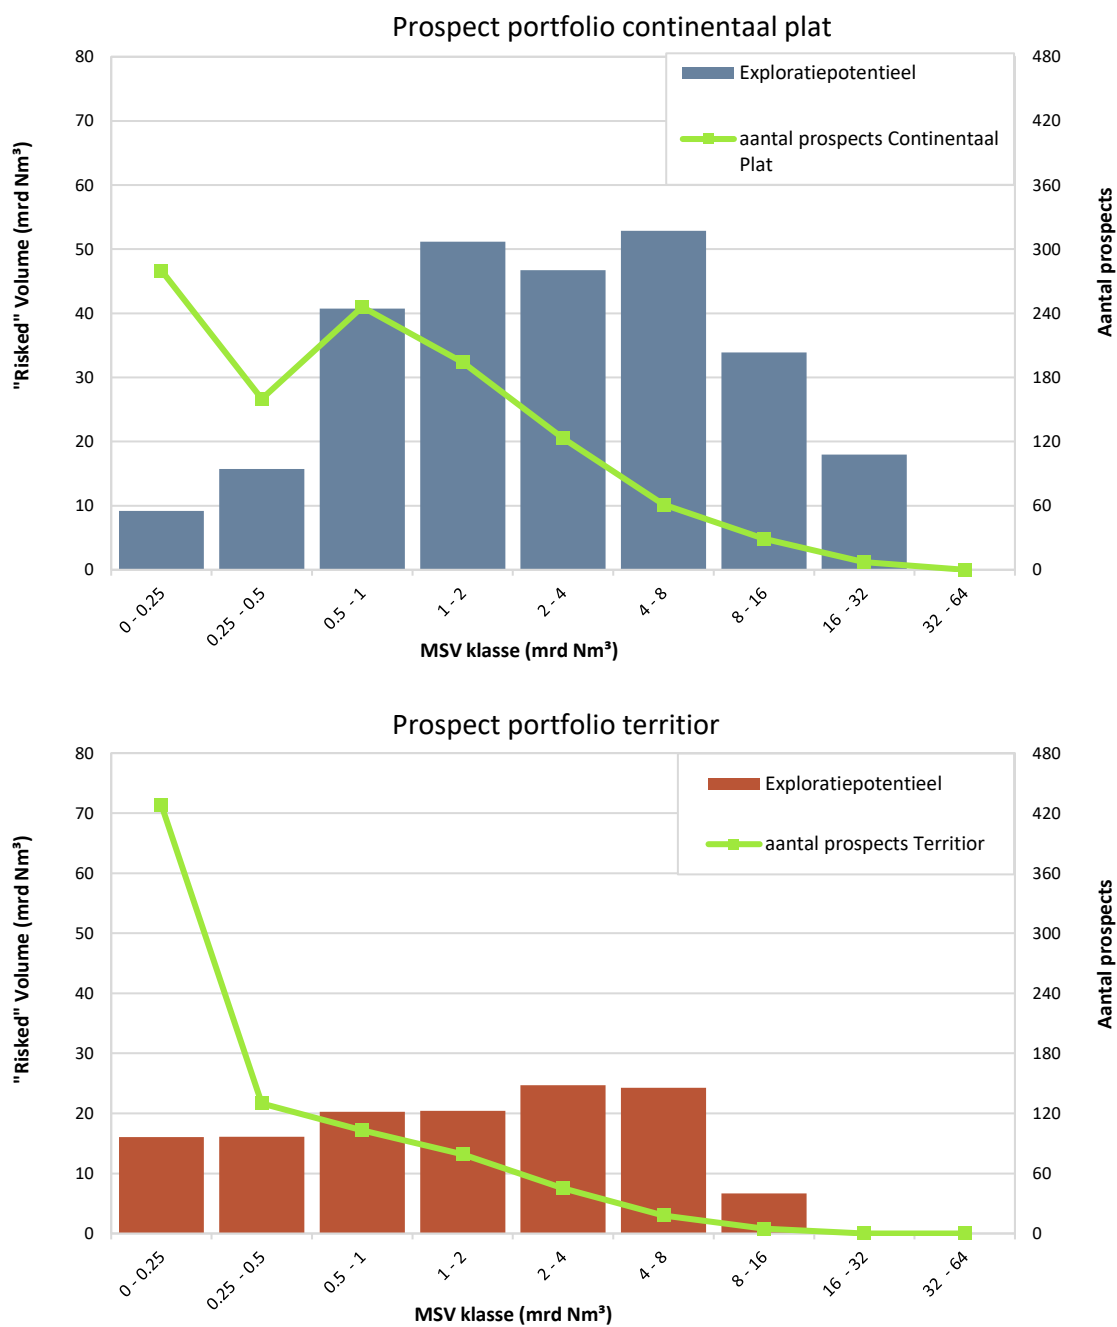 Prospect portfolio continentaal plat
80
70
60
50
40
30
20
10
0
"Risked" Volume (mrd Nm³)
480
420
360
300
240
180
120
60
0
Aantal prospects
Exploratiepotentieel
aantal prospects Continentaal
Plat
0 - 0.25
0.25 - 0.5
0.5 - 1
1 - 2
2 - 4
4 - 8
8 - 16
16 - 32
32 - 64
MSV klasse (mrd Nm³)
Prospect portfolio territior
80
70
60
50
40
30
20
10
0
"Risked" Volume (mrd Nm³)
480
420
360
300
240
180
120
60
0
Aantal prospects
Exploratiepotentieel
aantal prospects Territior
0 - 0.25
0.25 - 0.5
0.5 - 1
1 - 2
2 - 4
4 - 8
8 - 16
16 - 32
32 - 64
MSV klasse (mrd Nm³)